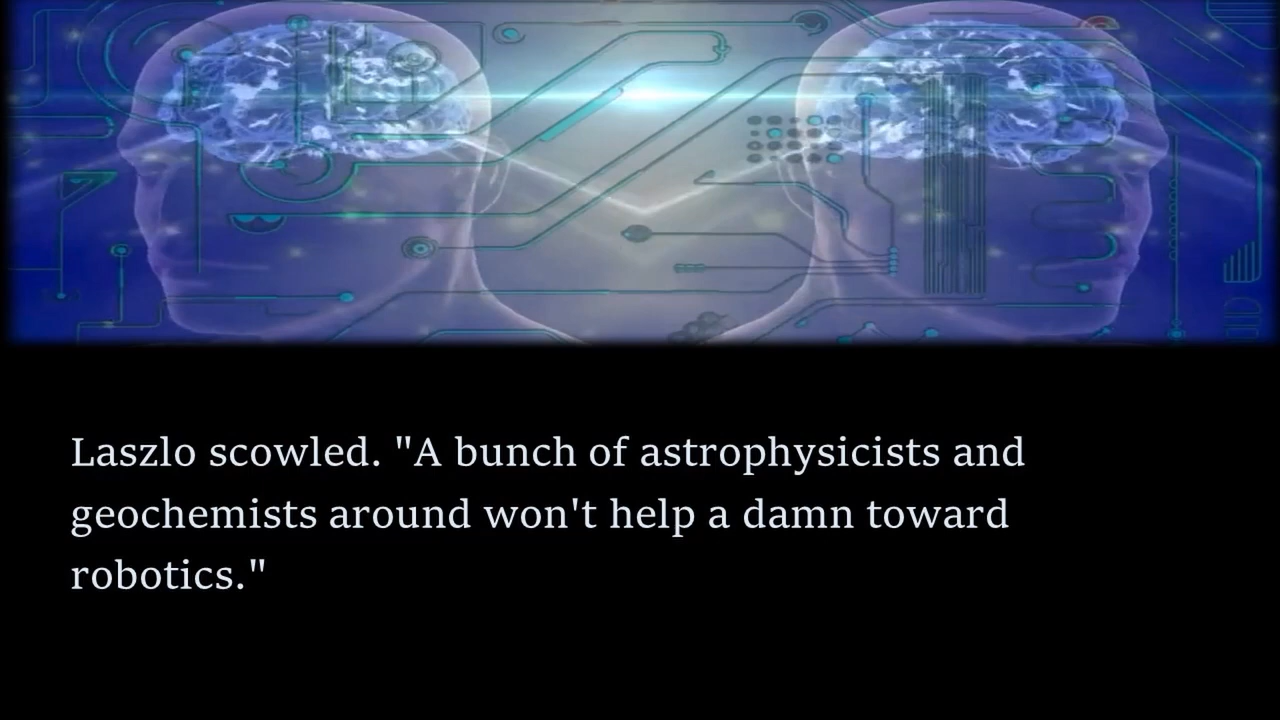 Laszlo scowled. "A bunch of astrophysicists and
geochemists around won't help a damn toward
robotics."